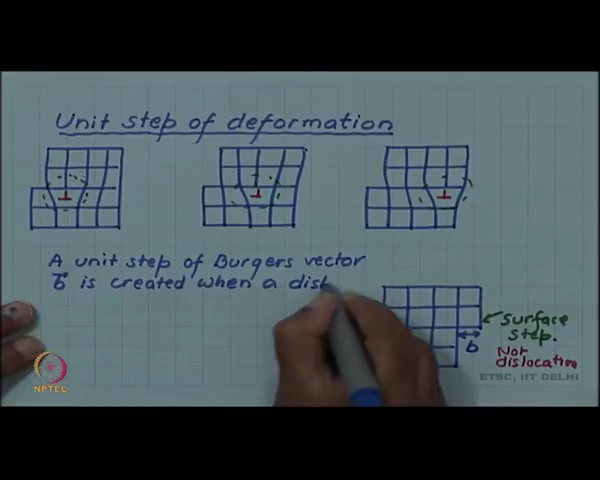 Unit step of deformation
A unit step of Burgers vector
b is created when a
Surface
step.
b
Not
dislocation
NPTEL
ETSC, IIT DELHI